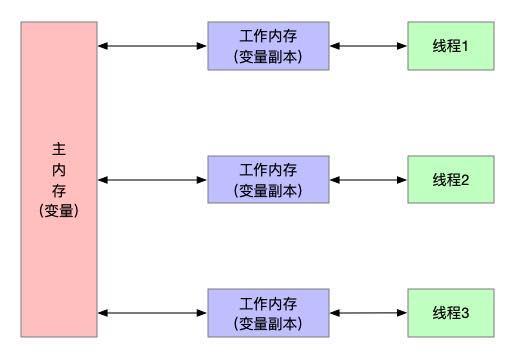 工作内存
(变量副本)
线程1
主
内
存
(变量)
工作内存
(变量副本)
线程2
工作内存
(变量副本)
线程3